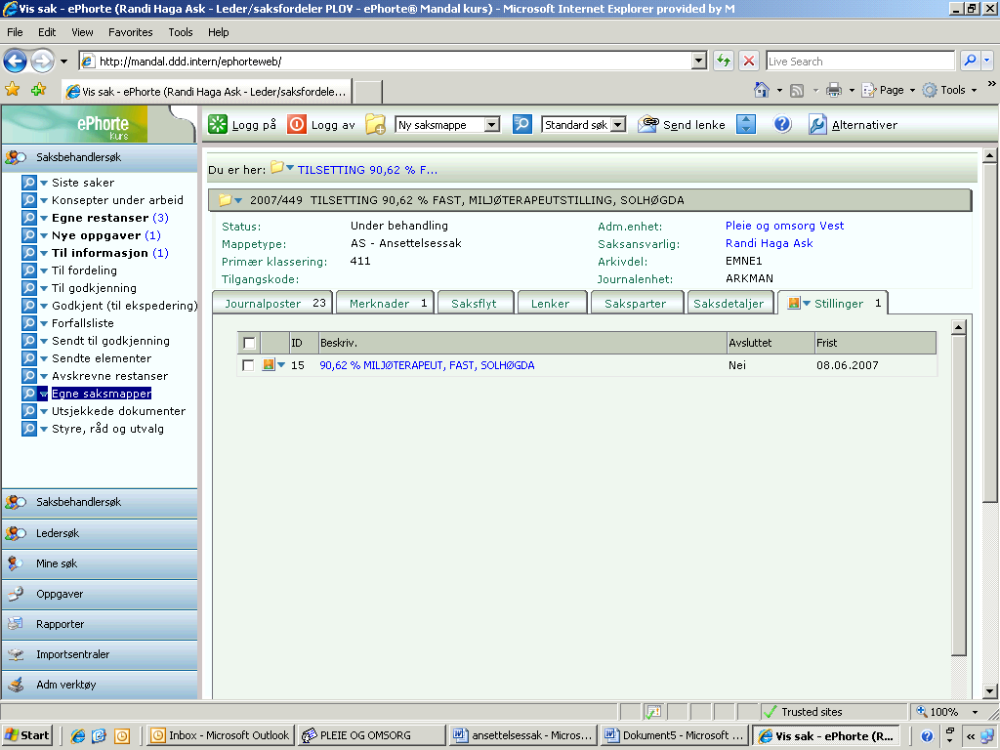 Vis sak - ePhorte (Randi Haga Ask - Leder/saksfordeler PLOV - ePhorte® Mandal kurs) - Microsoft Internet Explorer provided by M
File Edit View Favorites Tools Help
http://mandal.ddd.intern/ephorteweb/
Live Search
Vis sak - ePhorte (Randi Haga Ask - Leder/saksfordele...
Page Tools »
ePhorte
Kurs
Logg på Logg av Ny saksmappe Standard søk Send lenke Alternativer
Saksbehandlersøk
Siste saker
Konsepter under arbeid
Egne restanser (3)
Nye oppgaver (1)
Til informasjon (1)
Til fordeling
Til godkjenning
Godkjent (til ekspedering)
Forfallsliste
Sendt til godkjenning
Sendte elementer
Avskrevne restanser
Egne saksmapper
Utsjekkede dokumenter
Styre, råd og utvalg
Saksbehandlersøk
Ledersøk
Mine søk
Oppgaver
Rapporter
Importsentraler
Adm verktøy
Du er her: TILSETTING 90,62 % F...
2007/449 TILSETTING 90,62 % FAST, MILJØTERAPEUTSTILLING, SOLHØGDA
Status: Under behandling Adm.enhet: Pleie og omsorg Vest
Mappetype: AS - Ansettelsessak Saksansvarlig: Randi Haga Ask
Primær klassering: 411 Arkivdel: EMNE1
Tilgangskode: Journalenhet: ARKMAN
Journalposter 23 Merknader 1 Saksflyt Lenker Saksparter Saksdetaljer Stillinger 1
ID Beskriv. Avsluttet Frist
15 90,62 % MILJØTERAPEUT, FAST, SOLHØGDA Nei 08.06.2007
Trusted sites 100%
Start Inbox - Microsoft Outlook PLEIE OG OMSORG ansettelsessak - Micros... Dokument5 - Microsoft ... Vis sak - ePhorte (R... «